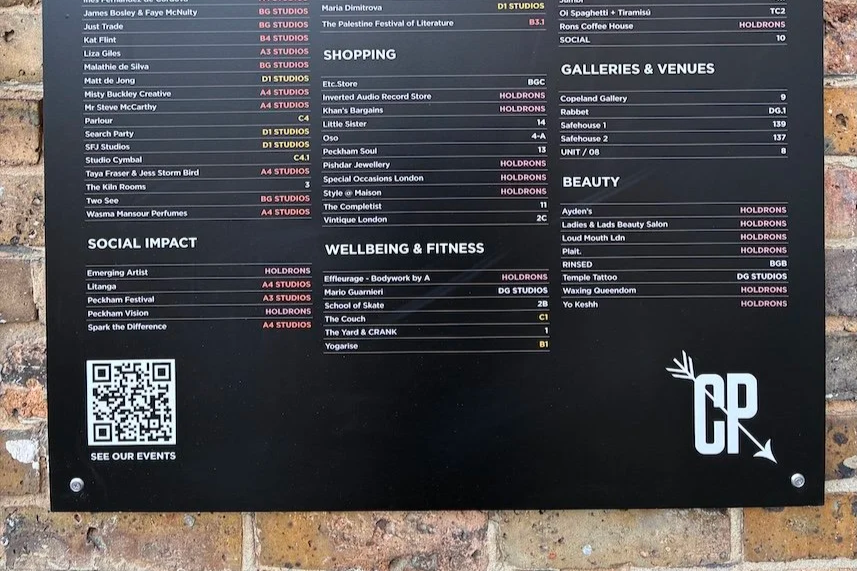 James Bosley & Faye McNulty BG STUDIOS
Just Trade BG STUDIOS
Kat Flint B4 STUDIOS
Liza Giles A3 STUDIOS
Malathie de Silva BG STUDIOS
Matt de Jong D1 STUDIOS
Misty Buckley Creative A4 STUDIOS
Mr Steve McCarthy A4 STUDIOS
Parlour C4
Search Party D1 STUDIOS
SFJ Studios D1 STUDIOS
Studio Cymbal C4.1
Taya Fraser & Jess Storm Bird A4 STUDIOS
The Kiln Rooms 3
Two See BG STUDIOS
Wasma Mansour Perfumes A4 STUDIOS
SOCIAL IMPACT
Emerging Artist HOLDRONS
Litanga A4 STUDIOS
Peckham Festival A3 STUDIOS
Peckham Vision HOLDRONS
Spark the Difference A4 STUDIOS
SEE OUR EVENTS
Maria Dimitrova D1 STUDIOS
The Palestine Festival of Literature B3.1
SHOPPING
Etc.Store BGC
Inverted Audio Record Store HOLDRONS
Khan's Bargains HOLDRONS
Little Sister 14
Oso 4-A
Peckham Soul 13
Pishdar Jewellery HOLDRONS
Special Occasions London HOLDRONS
Style @ Maison HOLDRONS
The Completist 11
Vintique London 2C
WELLBEING & FITNESS
Effleurage - Bodywork by A HOLDRONS
Mario Guarnieri DG STUDIOS
School of Skate 2B
The Couch C1
The Yard & CRANK 1
Yogarise B1
Oi Spaghetti + Tiramisú TC2
Rons Coffee House HOLDRONS
SOCIAL 10
GALLERIES & VENUES
Copeland Gallery 9
Rabbet DG.1
Safehouse 1 139
Safehouse 2 137
UNIT / 08 8
BEAUTY
Ayden's HOLDRONS
Ladies & Lads Beauty Salon HOLDRONS
Loud Mouth Ldn HOLDRONS
Plait. HOLDRONS
RINSED BGB
Temple Tattoo DG STUDIOS
Waxing Queendom HOLDRONS
Yo Keshh HOLDRONS
CP